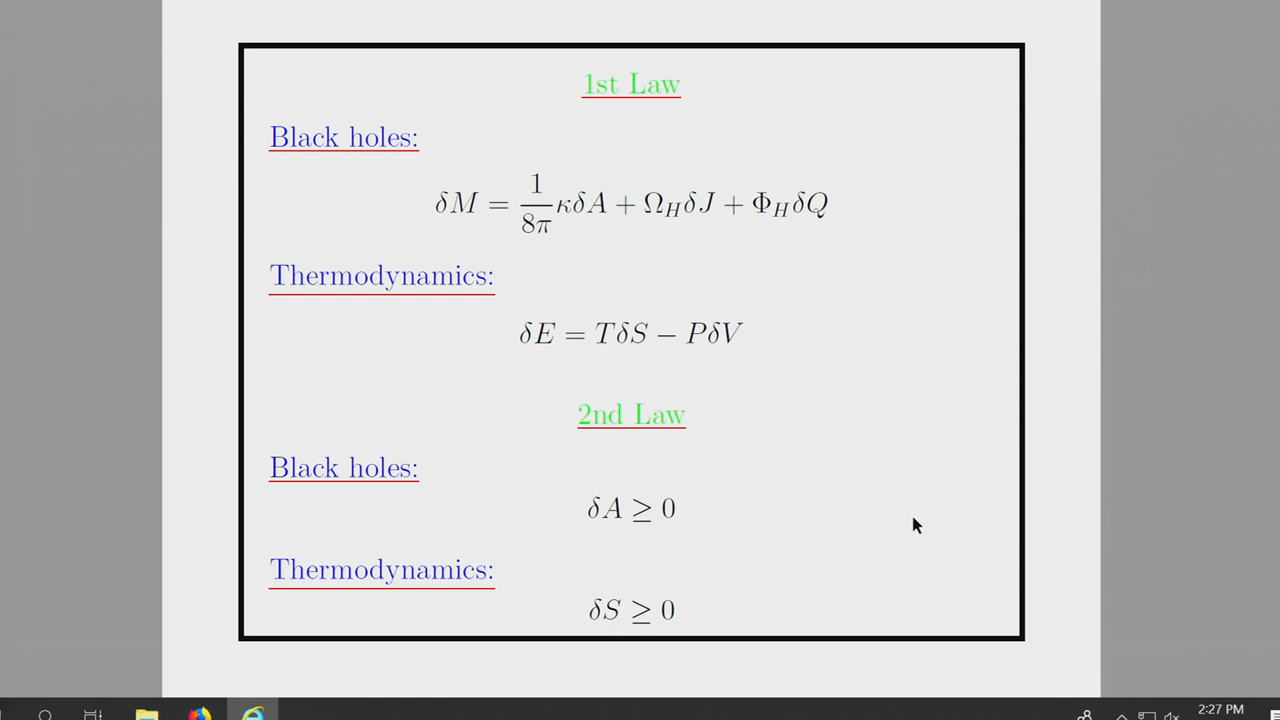 1st Law
Black holes:
δM = \frac{1}{8π} κδA + Ω_H δJ + Φ_H δQ
Thermodynamics:
δE = TδS − PδV
2nd Law
Black holes:
δA ≥ 0
Thermodynamics:
δS ≥ 0
2:27 PM